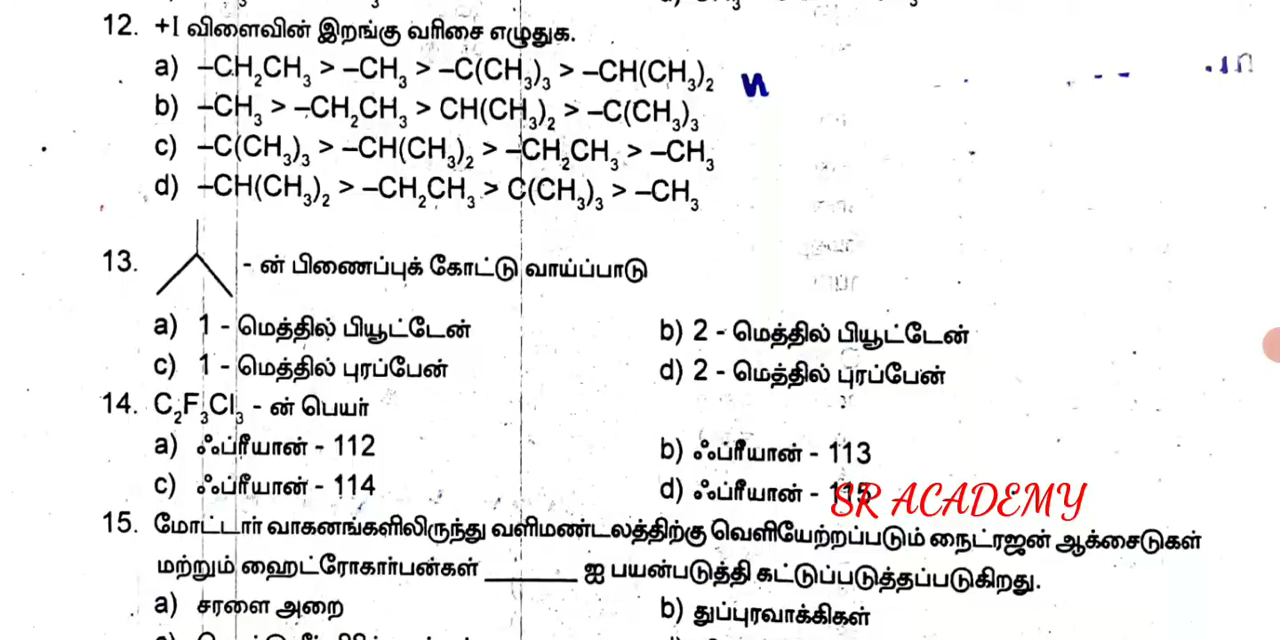 12. +I விளைவின் இறங்கு வரிசை எழுதுக.
a) –CH₂CH₃ > –CH₃ > –C(CH₃)₃ > –CH(CH₃)₂
b) –CH₃ > –CH₂CH₃ > CH(CH₃)₂ > –C(CH₃)₃
c) –C(CH₃)₃ > –CH(CH₃)₂ > –CH₂CH₃ > –CH₃
d) –CH(CH₃)₂ > –CH₂CH₃ > C(CH₃)₃ > –CH₃
13. - ன் பிணைப்புக் கோட்டு வாய்ப்பாடு
a) 1 - மெத்தில் பியூட்டேன் b) 2 - மெத்தில் பியூட்டேன்
c) 1 - மெத்தில் புரப்பேன் d) 2 - மெத்தில் புரப்பேன்
14. C₂F₃Cl₃ - ன் பெயர்
a) ஃப்ரீயான் - 112 b) ஃப்ரீயான் - 113
c) ஃப்ரீயான் - 114 d) ஃப்ரீயான் - 115
SR ACADEMY
15. மோட்டார் வாகனங்களிலிருந்து வளிமண்டலத்திற்கு வெளியேற்றப்படும் நைட்ரஜன் ஆக்சைடுகள்
மற்றும் ஹைட்ரோகார்பன்கள் ________ ஐ பயன்படுத்தி கட்டுப்படுத்தப்படுகிறது.
a) சரளை அறை b) துப்புரவாக்கிகள்